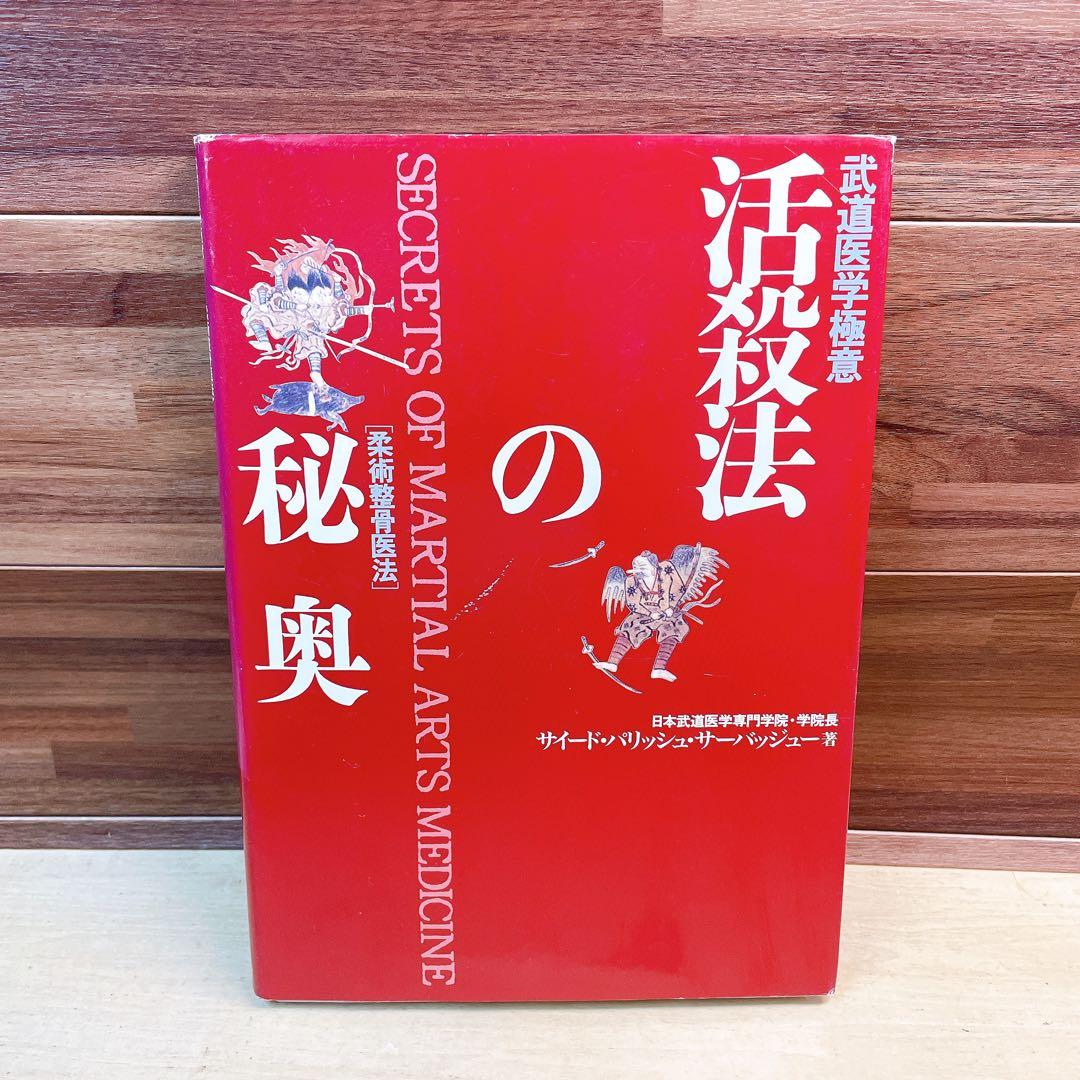 武道医学極意
活殺法
の
秘奥
[柔術整骨医法]
SECRETS OF MARTIAL ARTS MEDICINE
日本武道医学専門学院・学院長
サイード・パリッシュ・サーバッジュー著